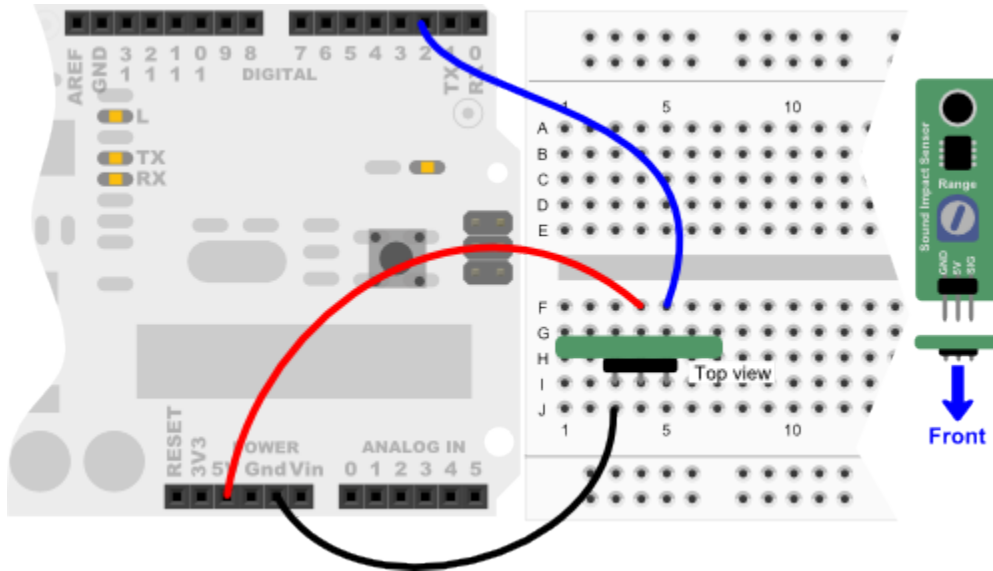 AREF
GND
13
12
11
10
9
8
7
6
5
4
3
2
1
0
DIGITAL
TX
RX
L
TX
RX
RESET
3V3
5V
POWER
Gnd
Vin
ANALOG IN
0
1
2
3
4
5
1
5
10
A
B
C
D
E
F
G
H
I
J
Top view
1
5
10
Sound Impact Sensor
Range
GND
5V
SIG
Front